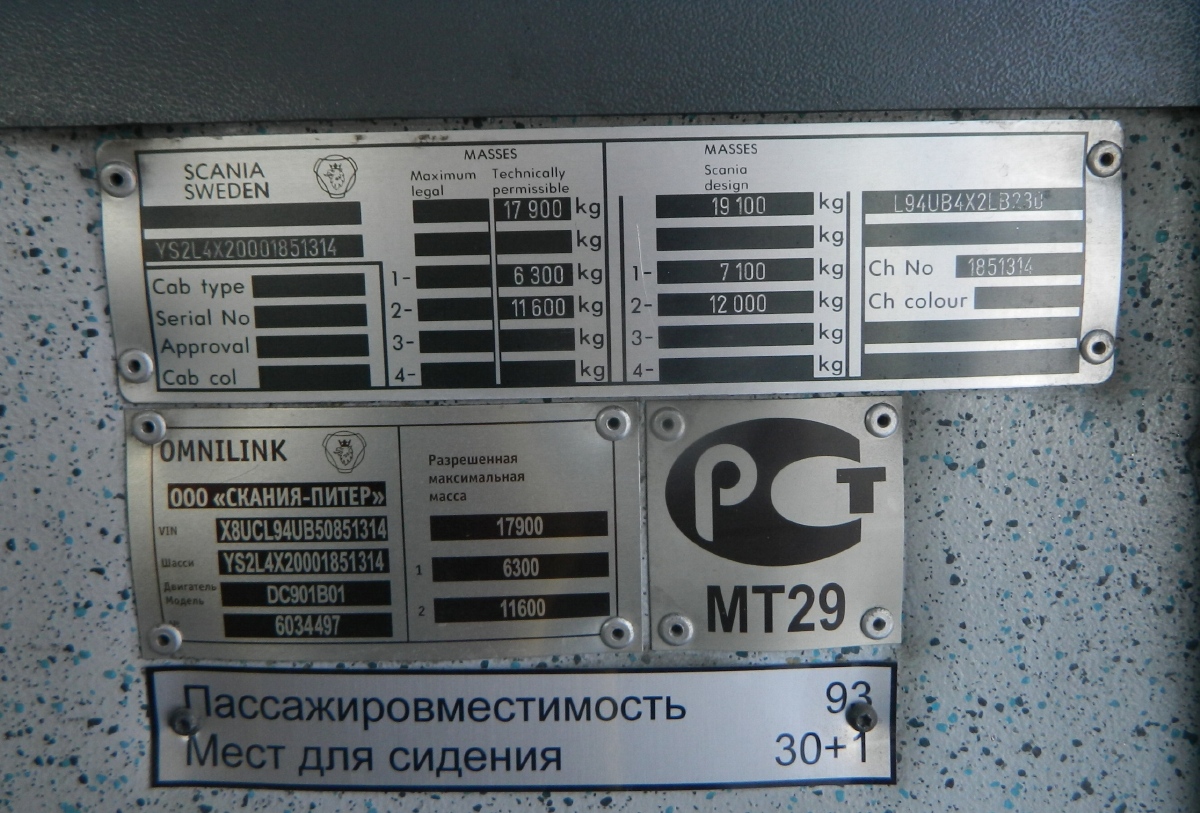 SCANIA
SWEDEN
YS2L4X20001851314
Cab type
Serial No
Approval
Cab col
MASSES
Maximum legal
Technically permissible
17 900 kg
kg
1- 6 300 kg
2- 11 600 kg
3- kg
4- kg
MASSES
Scania
design
19 100 kg
kg
1- 7 100 kg
2- 12 000 kg
3- kg
4- kg
L94UB4X2LB230
Ch No 1851314
Ch colour
OMNILINK
ООО «СКАНИЯ-ПИТЕР»
VIN X8UCL94UB50851314
Шасси YS2L4X20001851314
Двигатель DC901B01
Модель 6034497
Разрешенная
максимальная
масса
17900
1 6300
2 11600
РСТ
МТ29
Пассажировместимость 93
Мест для сидения 30+1